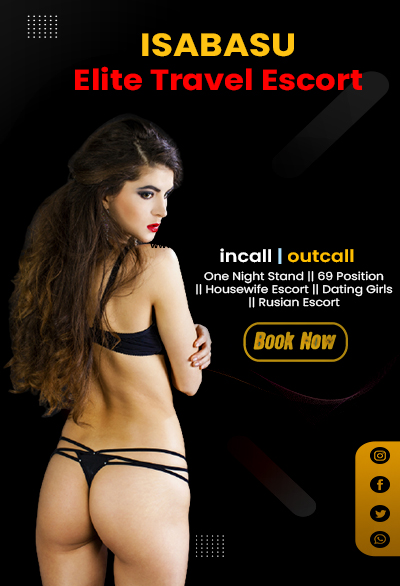 ISABASU
Elite Travel Escort
incall | outcall
One Night Stand || 69 Position
|| Housewife Escort || Dating Girls
|| Rusian Escort
Book Now